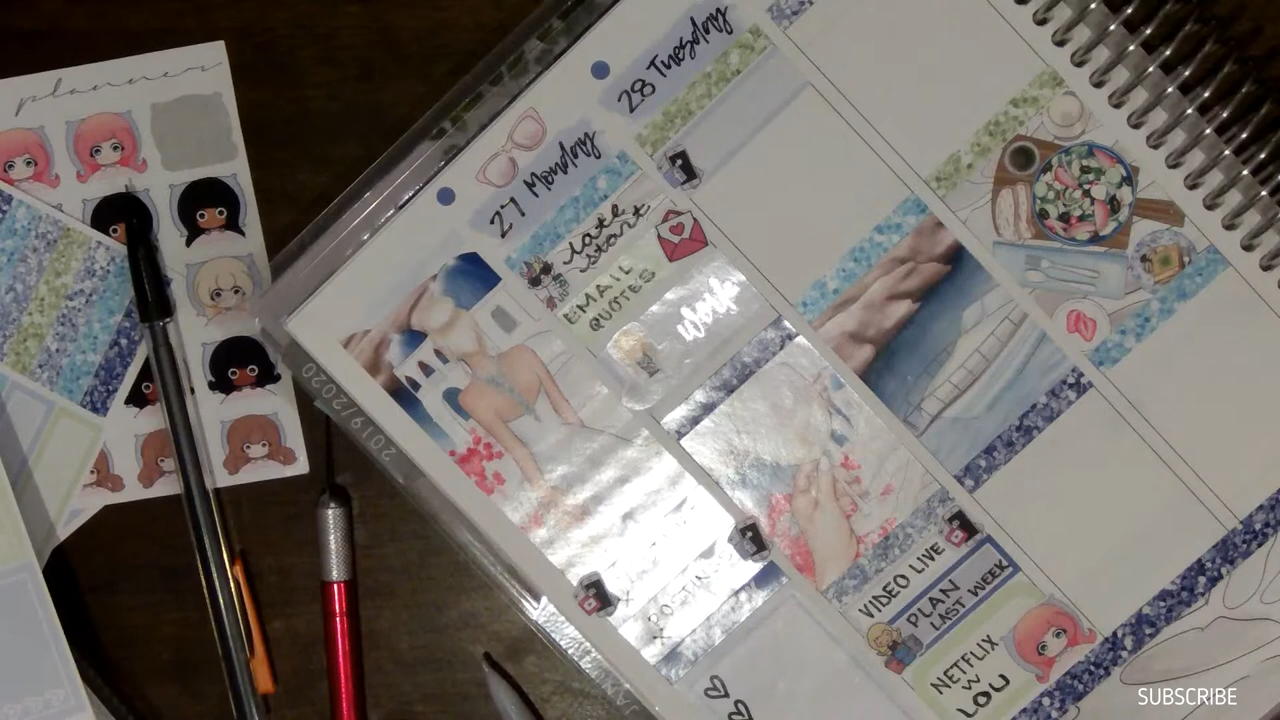 planner
28 Tuesday
27 Monday
late
start
EMAIL
QUOTES
work
2019/2020
VIDEO LIVE
PLAN
LAST WEEK
NETFLIX
W/
LOU
SUBSCRIBE